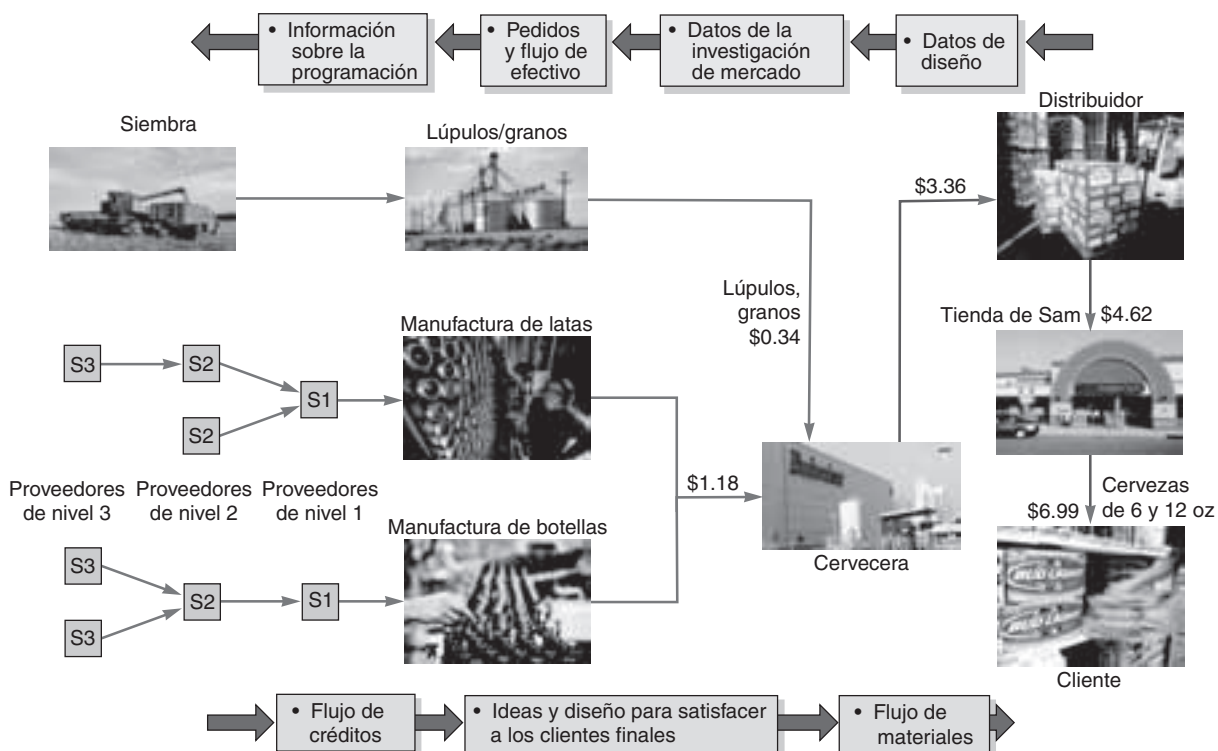 • Información
sobre la
programación
• Pedidos
y flujo de
efectivo
• Datos de la
investigación
de mercado
• Datos de
diseño
Siembra
Lúpulos/granos
Distribuidor
$3.36
Lúpulos,
granos
$0.34
Manufactura de latas
Tienda de Sam
$4.62
S3
S2
S1
S2
Proveedores
de nivel 3
Proveedores
de nivel 2
Proveedores
de nivel 1
$1.18
Cervezas
de 6 y 12 oz
$6.99
Manufactura de botellas
Cervecera
S3
S2
S1
S3
Cliente
• Flujo de
créditos
• Ideas y diseño para satisfacer
a los clientes finales
• Flujo de
materiales